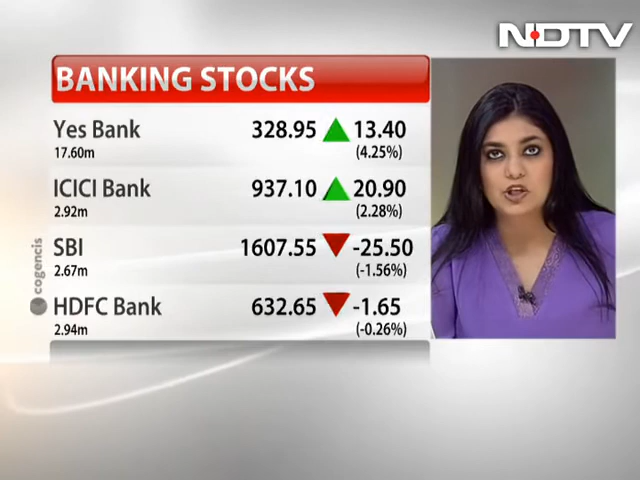 NDTV
BANKING STOCKS
Yes Bank 328.95 13.40
17.60m (4.25%)
ICICI Bank 937.10 20.90
2.92m (2.28%)
SBI 1607.55 -25.50
2.67m (-1.56%)
HDFC Bank 632.65 -1.65
2.94m (-0.26%)
cogencis